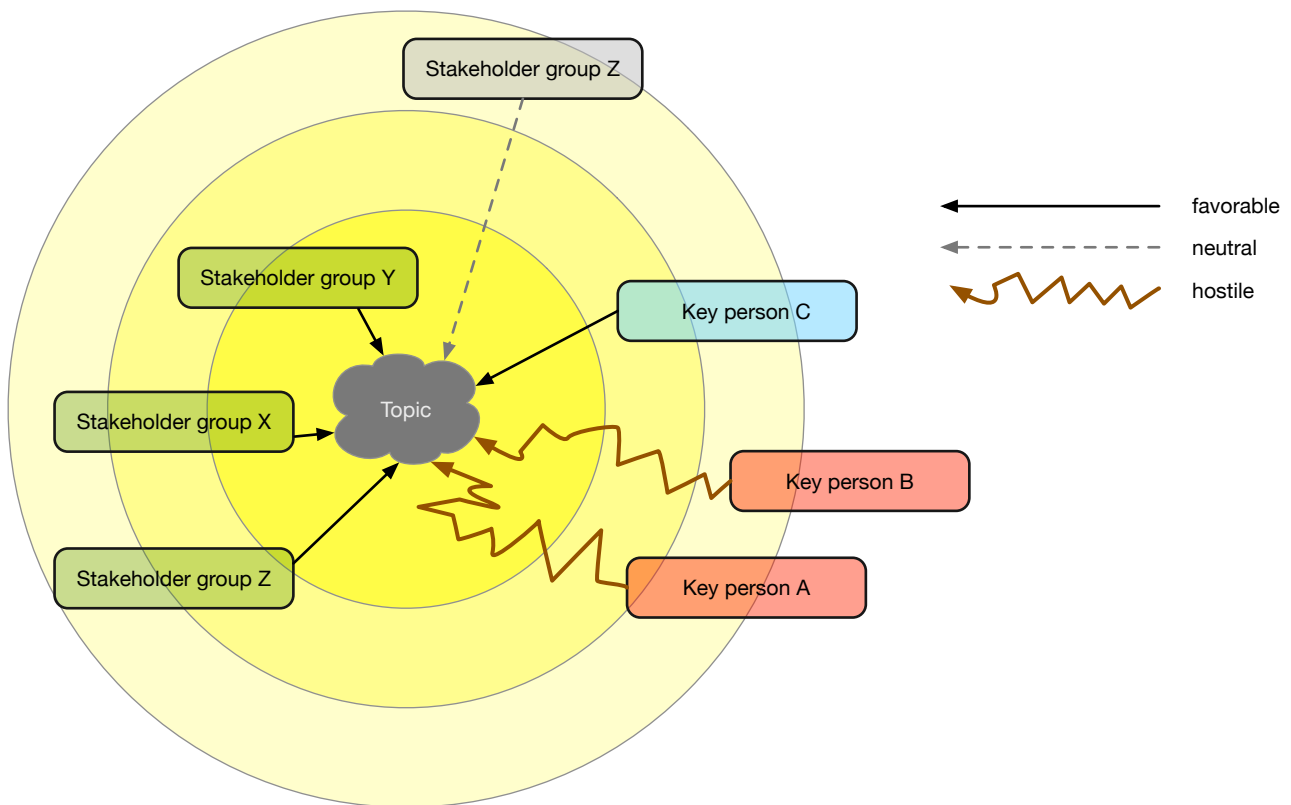 Stakeholder group Z
favorable
neutral
Stakeholder group Y
hostile
Key person C
Topic
Stakeholder group X
Key person B
Stakeholder group Z
Key person A